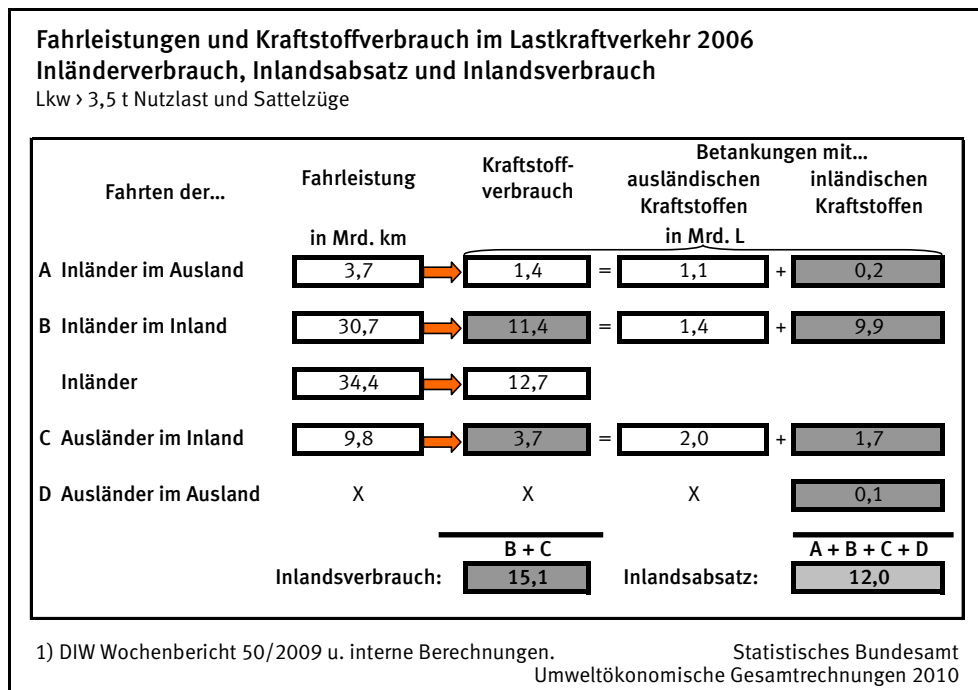 Fahrleistungen und Kraftstoffverbrauch im Lastkraftverkehr 2006
Inländerverbrauch, Inlandsabsatz und Inlandsverbrauch
Lkw > 3,5 t Nutzlast und Sattelzüge
Fahrten der...
Fahrleistung
Kraftstoff-
verbrauch
Betankungen mit...
ausländischen
Kraftstoffen
inländischen
Kraftstoffen
in Mrd. km
in Mrd. L
A Inländer im Ausland 3,7 1,4 = 1,1 + 0,2
B Inländer im Inland 30,7 11,4 = 1,4 + 9,9
Inländer 34,4 12,7
C Ausländer im Inland 9,8 3,7 = 2,0 + 1,7
D Ausländer im Ausland X X X 0,1
B + C A + B + C + D
Inlandsverbrauch: 15,1 Inlandsabsatz: 12,0
1) DIW Wochenbericht 50/2009 u. interne Berechnungen. Statistisches Bundesamt
Umweltökonomische Gesamtrechnungen 2010